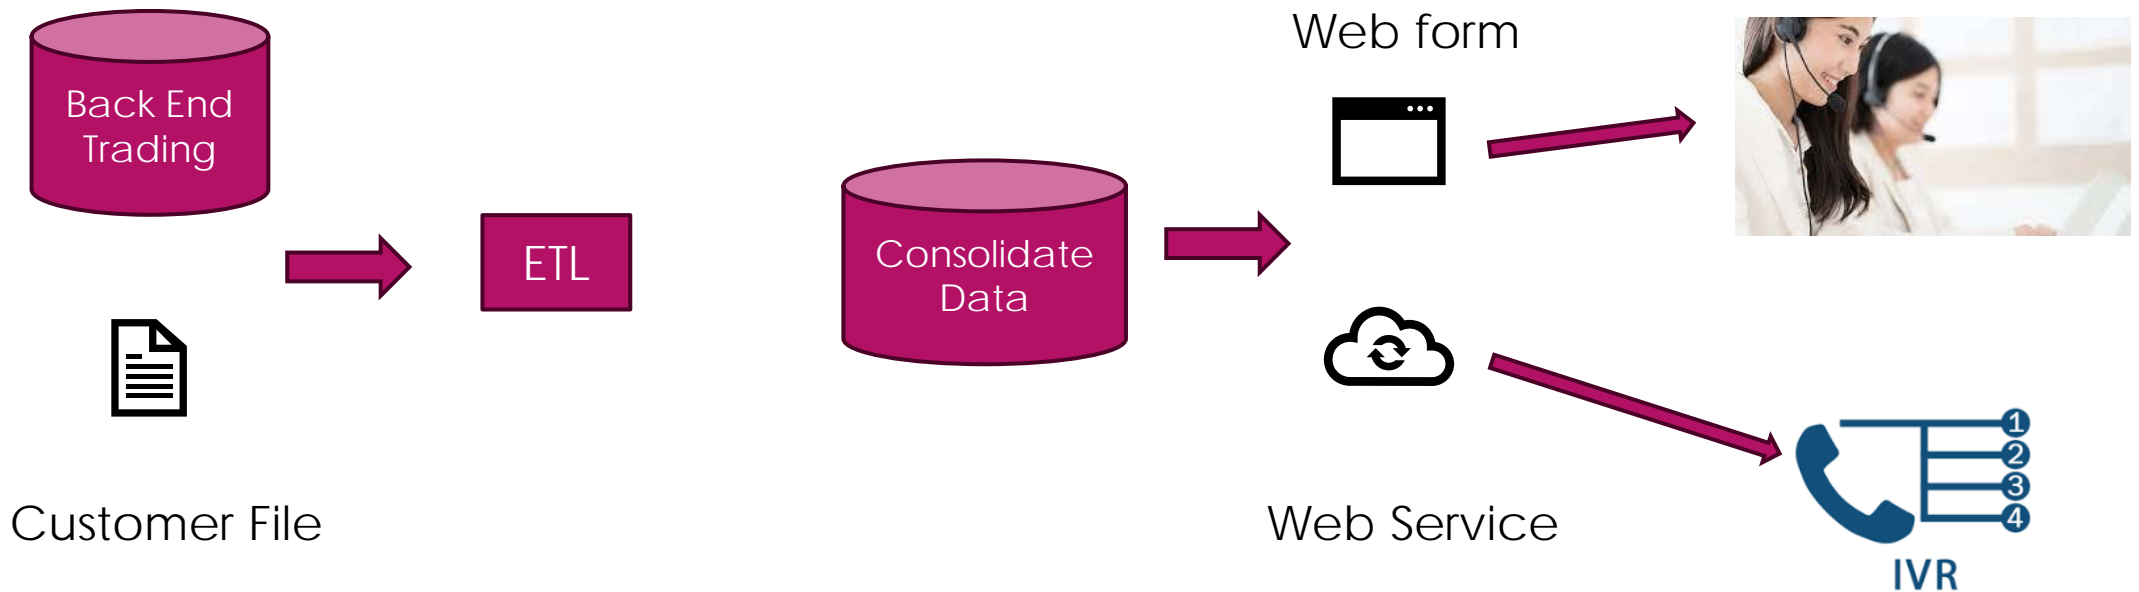 Back End
Trading
Customer File
ETL
Consolidate
Data
Web form
Web Service
1
2
3
4
IVR